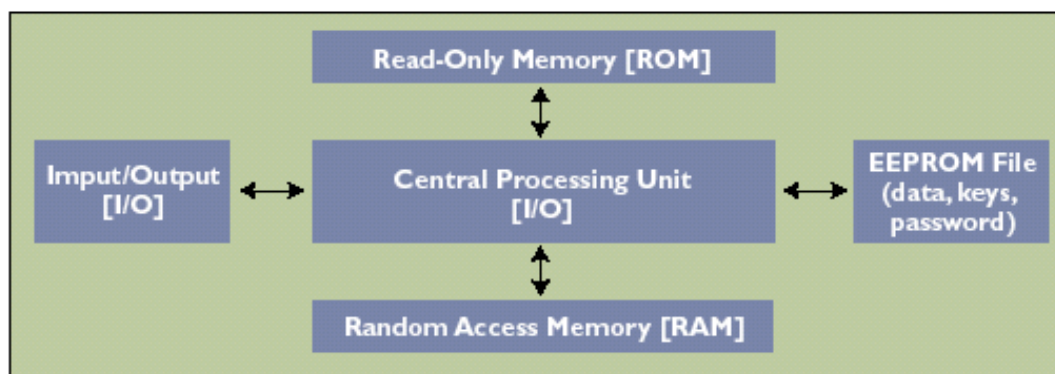 Read-Only Memory [ROM]
Imput/Output
[I/O]
Central Processing Unit
[I/O]
EEPROM File
(data, keys,
password)
Random Access Memory [RAM]